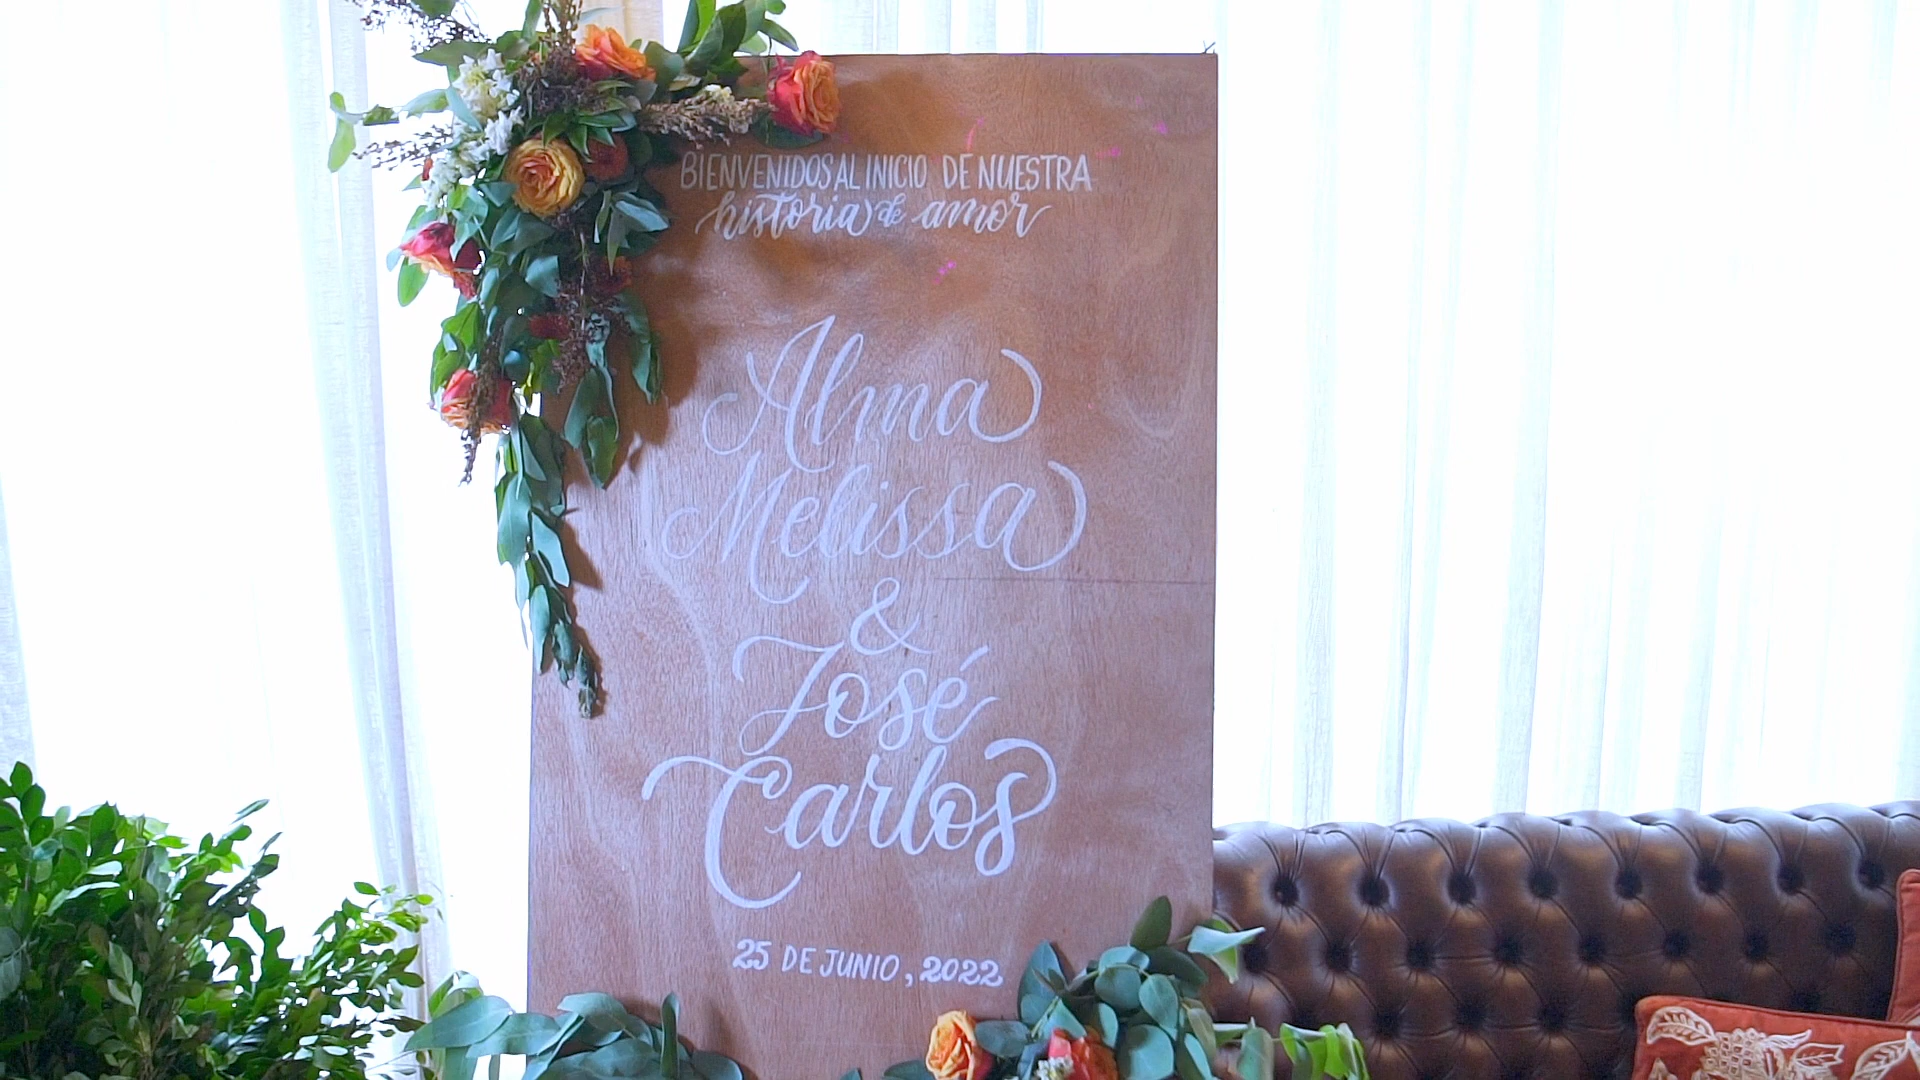 BIENVENIDOS AL INICIO DE NUESTRA
historia de amor
Alma
Melissa
&
José
Carlos
25 DE JUNIO, 2022